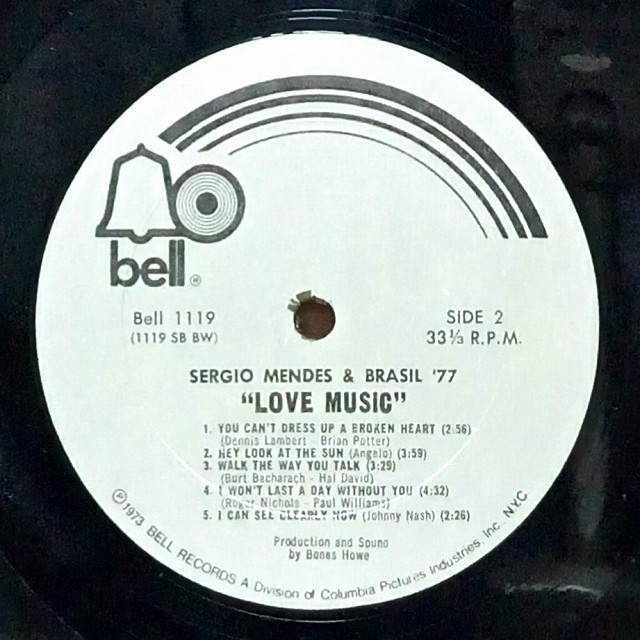 bell®
Bell 1119
(1119 SB BW)
SIDE 2
33⅓ R.P.M.
SERGIO MENDES & BRASIL '77
"LOVE MUSIC"
1. YOU CAN'T DRESS UP A BROKEN HEART (2:56)
(Dennis Lambert - Brian Potter)
2. HEY LOOK AT THE SUN (Angelo) (3:59)
3. WALK THE WAY YOU TALK (3:29)
(Burt Bacharach - Hal David)
4. I WON'T LAST A DAY WITHOUT YOU (4:32)
(Roger Nichols - Paul Williams)
5. I CAN SEE CLEARLY NOW (Johnny Nash) (2:26)
Production and Sound
by Bones Howe
℗1973 BELL RECORDS A Division of Columbia Pictures Industries, Inc. N.Y.C.